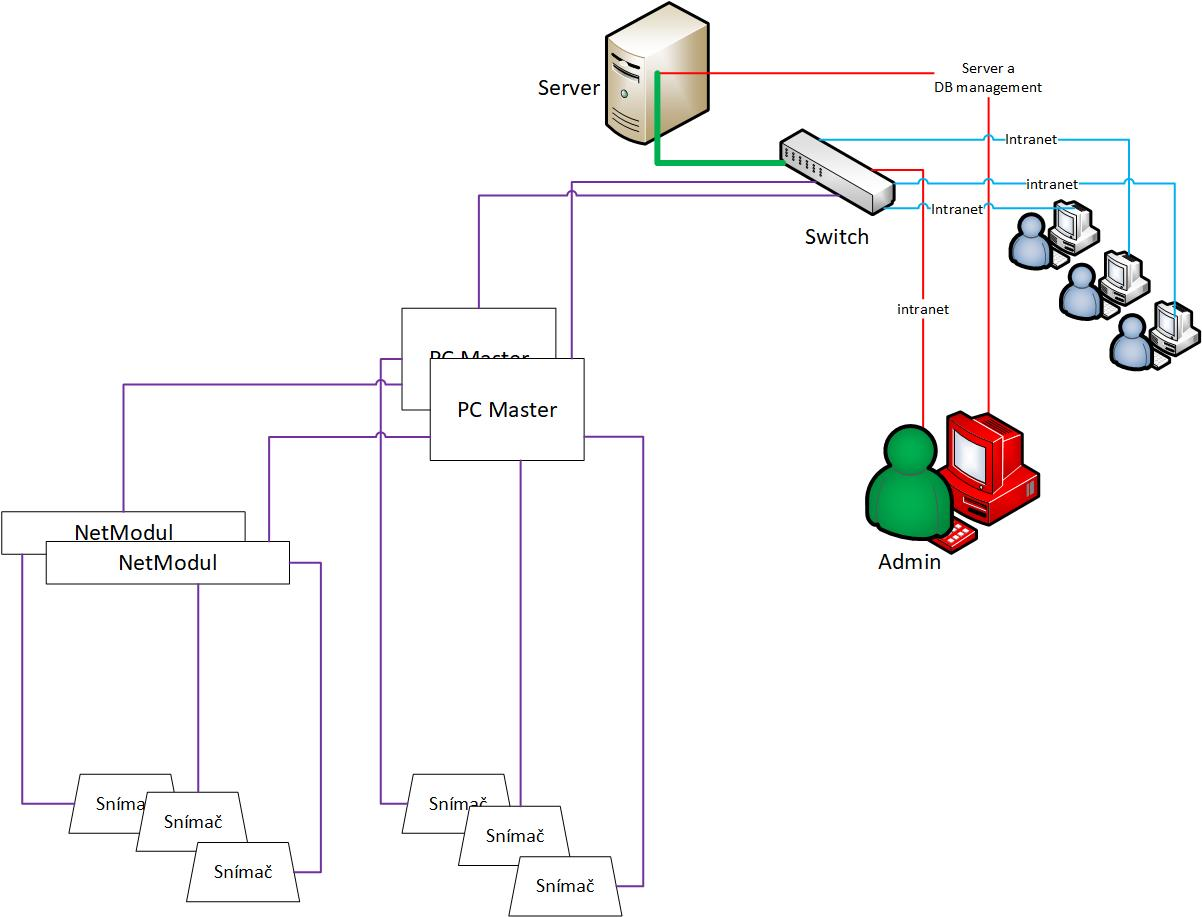 Server
Server a
DB management
Intranet
intranet
Intranet
Switch
intranet
PC Master
PC Master
NetModul
NetModul
Admin
Sníma
Snímač
Snímač
Snímač
Snímač
Snímač